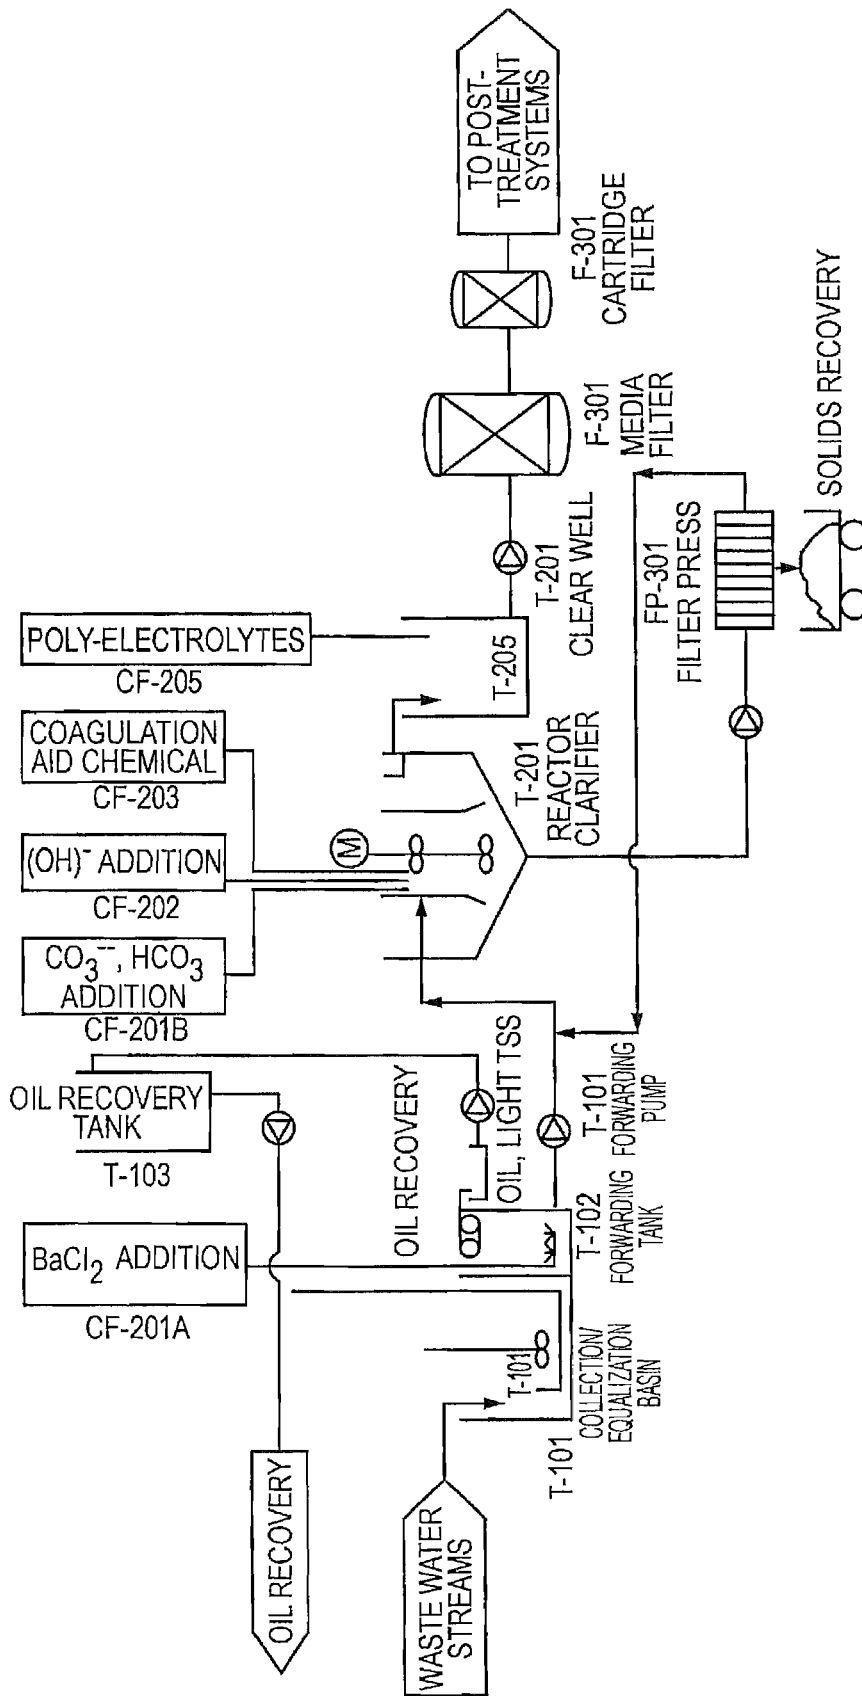 OIL RECOVERY
WASTE WATER
STREAMS
BaCl2 ADDITION
CF-201A
OIL RECOVERY
TANK
T-103
CO3--, HCO3
ADDITION
CF-201B
(OH)- ADDITION
CF-202
COAGULATION
AID CHEMICAL
CF-203
POLY-ELECTROLYTES
CF-205
M
OIL RECOVERY
OIL, LIGHT TSS
T-101
T-101
COLLECTION/
EQUALIZATION
BASIN
T-102
FORWARDING
TANK
T-101
FORWARDING
PUMP
T-201
REACTOR
CLARIFIER
T-205
T-201
CLEAR WELL
F-301
MEDIA
FILTER
F-301
CARTRIDGE
FILTER
TO POST-
TREATMENT
SYSTEMS
FP-301
FILTER PRESS
SOLIDS RECOVERY